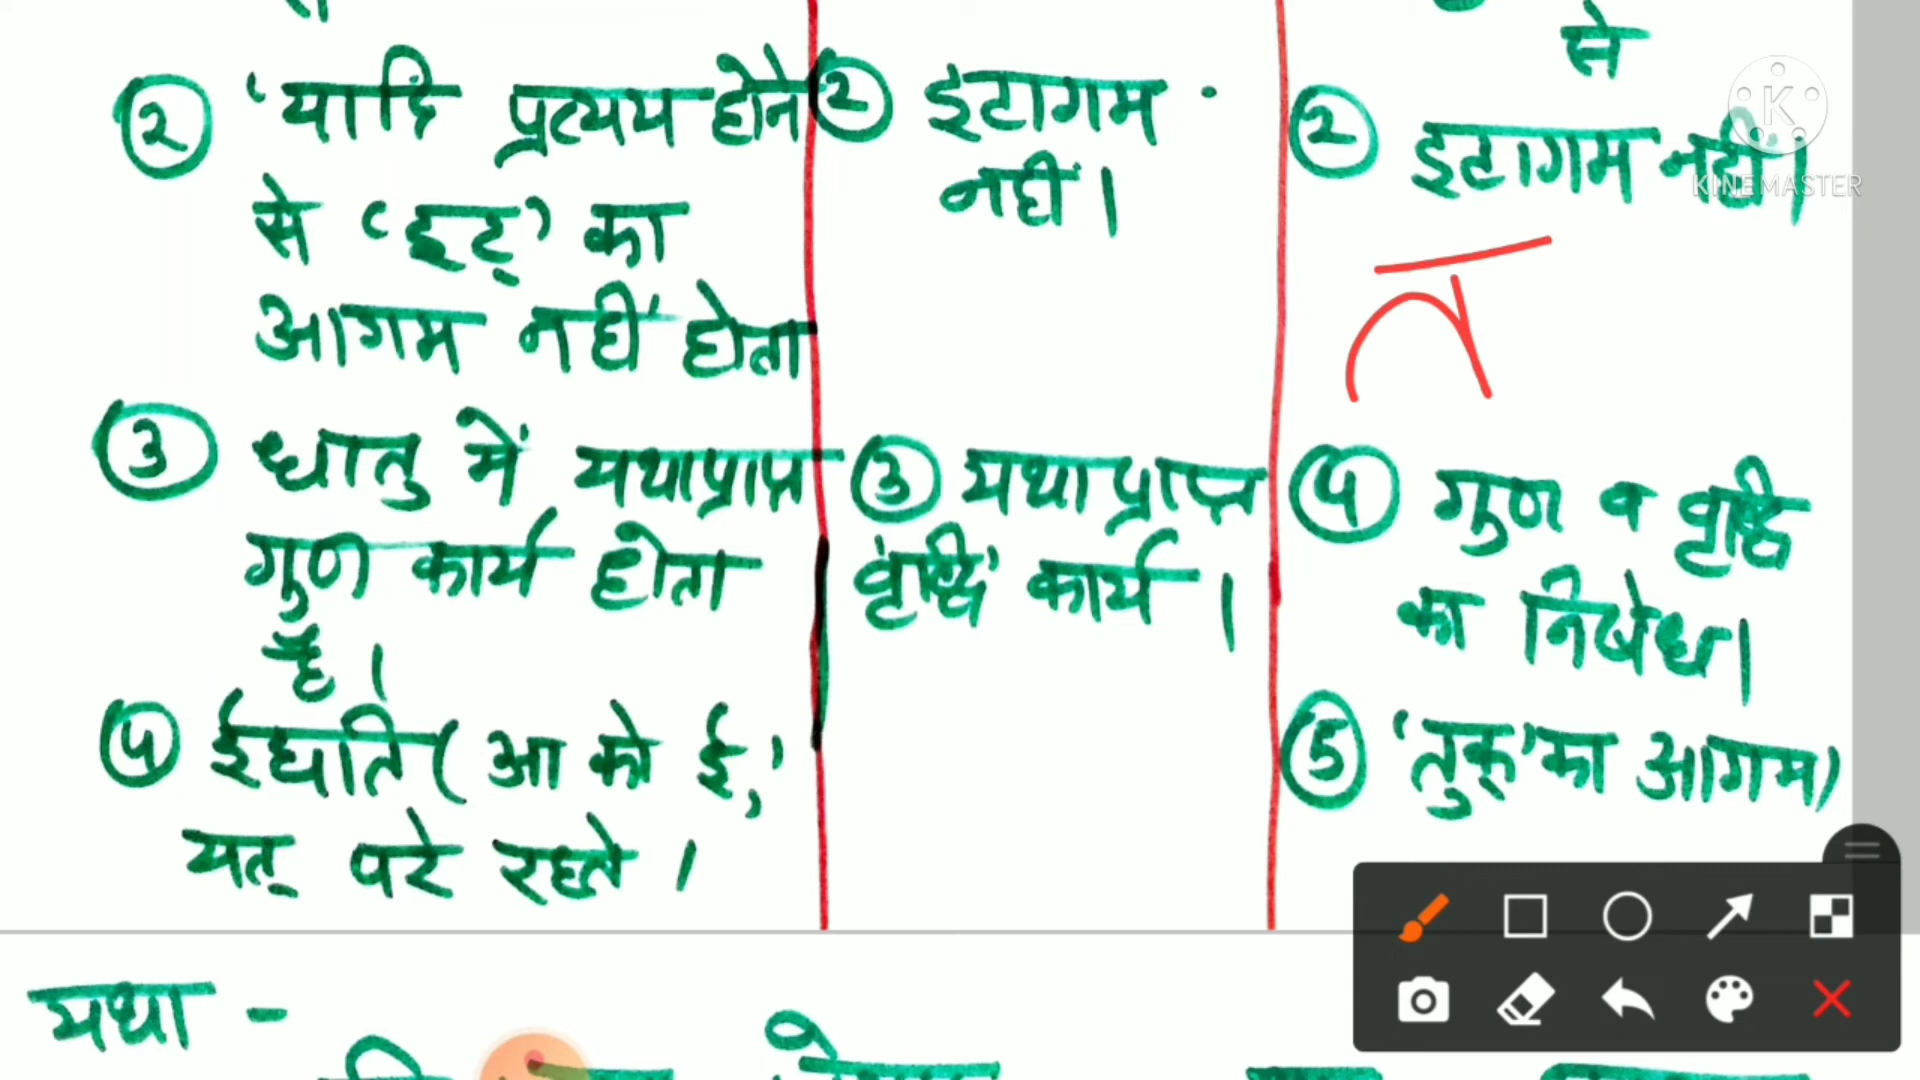 से
② 'यादि प्रत्यय होने
से 'इट्' का
आगम नहीं होता
③ धातु में यथाप्राप्त
गुण कार्य होता
है ।
④ ईद्यति ( आ को ई,'
यत् परे रहते ।
② इटागम
नहीं ।
③ यथाप्राप्त
वृद्धि कार्य ।
② इटागम नहीं ।
त
④ गुण व वृद्धि
का निषेध ।
⑤ 'तुक्' का आगम)
यथा -
K
KINEMASTER